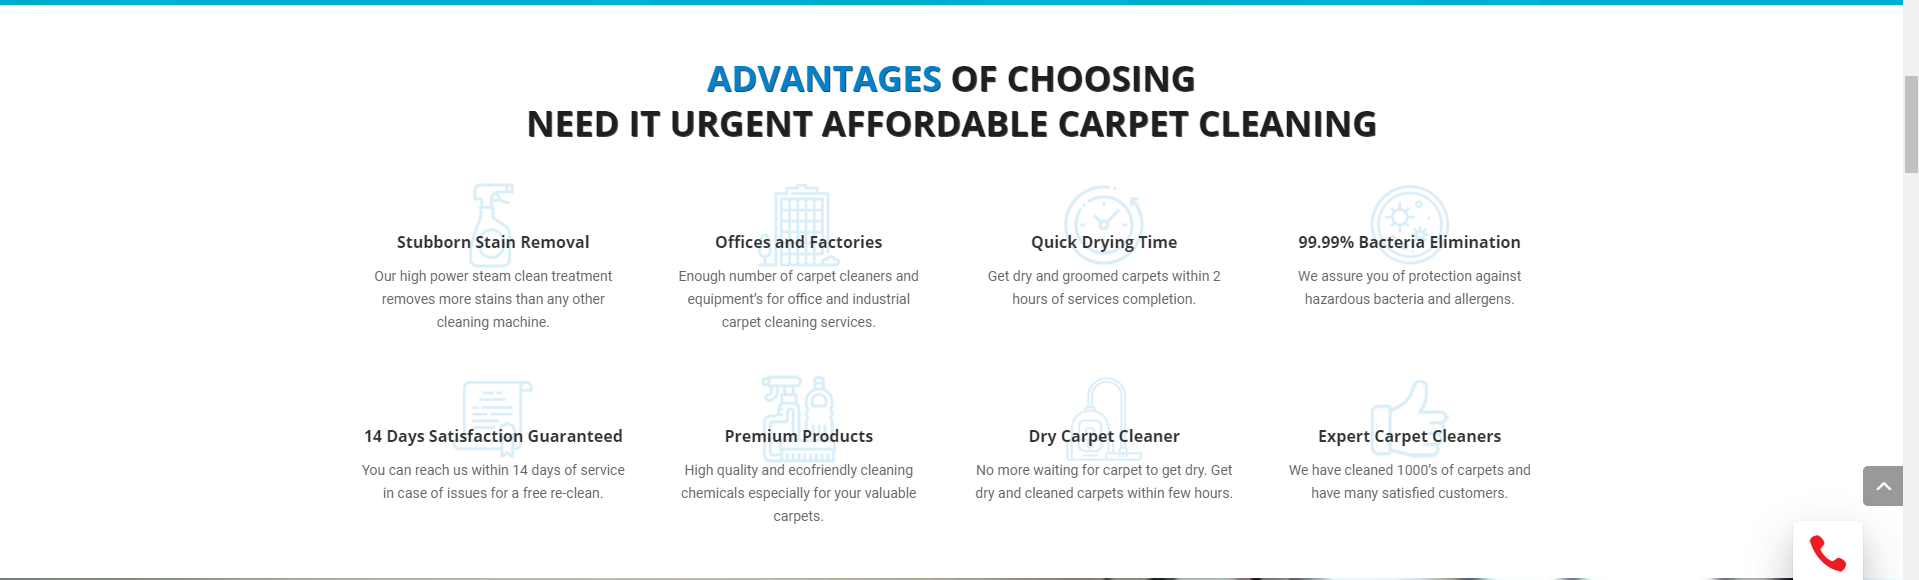 ADVANTAGES OF CHOOSING
NEED IT URGENT AFFORDABLE CARPET CLEANING
Stubborn Stain Removal
Our high power steam clean treatment
removes more stains than any other
cleaning machine.
Offices and Factories
Enough number of carpet cleaners and
equipment’s for office and industrial
carpet cleaning services.
Quick Drying Time
Get dry and groomed carpets within 2
hours of services completion.
99.99% Bacteria Elimination
We assure you of protection against
hazardous bacteria and allergens.
14 Days Satisfaction Guaranteed
You can reach us within 14 days of service
in case of issues for a free re-clean.
Premium Products
High quality and ecofriendly cleaning
chemicals especially for your valuable
carpets.
Dry Carpet Cleaner
No more waiting for carpet to get dry. Get
dry and cleaned carpets within few hours.
Expert Carpet Cleaners
We have cleaned 1000’s of carpets and
have many satisfied customers.